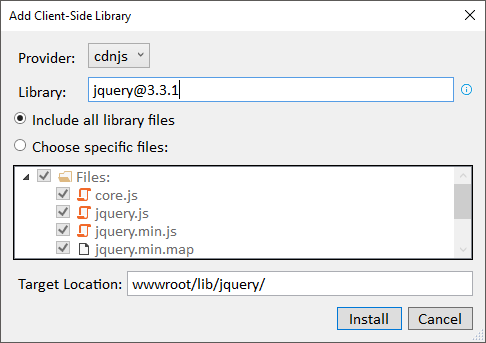 Add Client-Side Library
Provider: cdnjs
Library: jquery@3.3.1
Include all library files
Choose specific files:
Files:
core.js
jquery.js
jquery.min.js
jquery.min.map
Target Location: wwwroot/lib/jquery/
Install Cancel